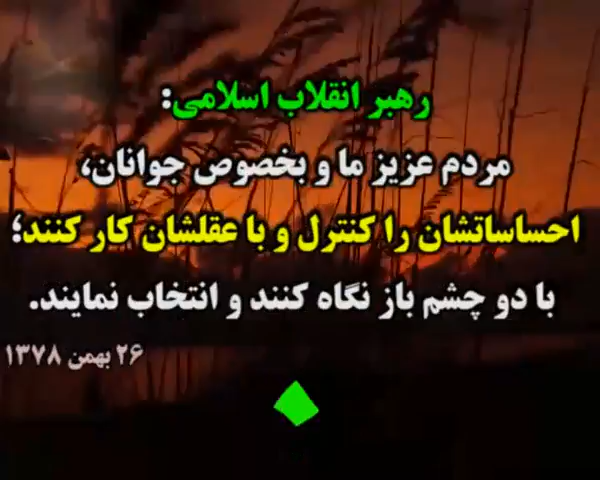 رهبر انقلاب اسلامی:
مردم عزیز ما و بخصوص جوانان،
احساساتشان را کنترل و با عقلشان کار کنند؛
با دو چشم باز نگاه کنند و انتخاب نمایند.
۲۶ بهمن ۱۳۷۸